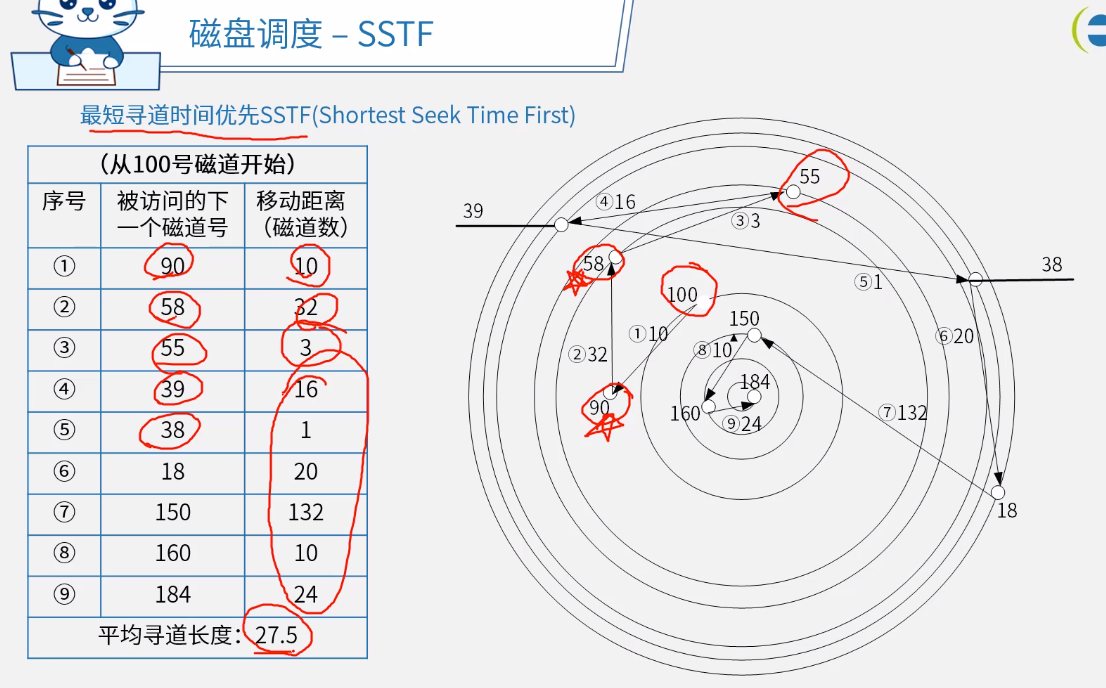 磁盘调度 – SSTF
最短寻道时间优先SSTF(Shortest Seek Time First)
（从100号磁道开始）
序号 被访问的下一个磁道号 移动距离（磁道数）
① 90 10
② 58 32
③ 55 3
④ 39 16
⑤ 38 1
⑥ 18 20
⑦ 150 132
⑧ 160 10
⑨ 184 24
平均寻道长度：27.5
55
④16
39
③3
58
38
⑤1
100
150
①10
⑥20
②32
⑧10
184
90
160
⑨24
⑦132
18